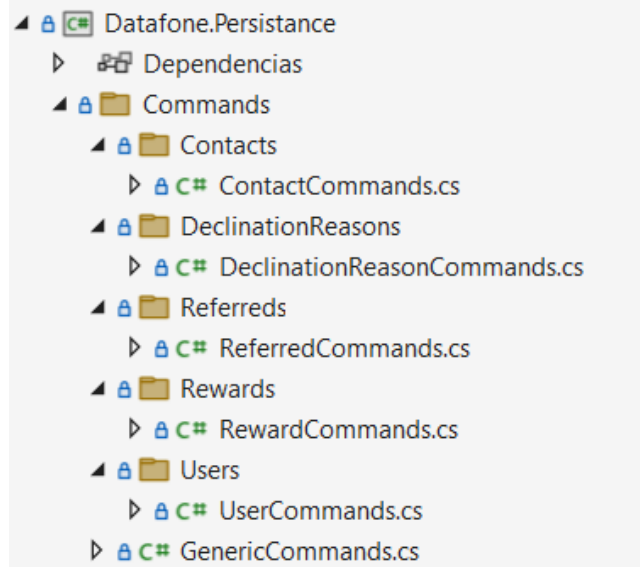 C# Datafone.Persistance
Dependencias
Commands
Contacts
C# ContactCommands.cs
DeclinationReasons
C# DeclinationReasonCommands.cs
Referreds
C# ReferredCommands.cs
Rewards
C# RewardCommands.cs
Users
C# UserCommands.cs
C# GenericCommands.cs